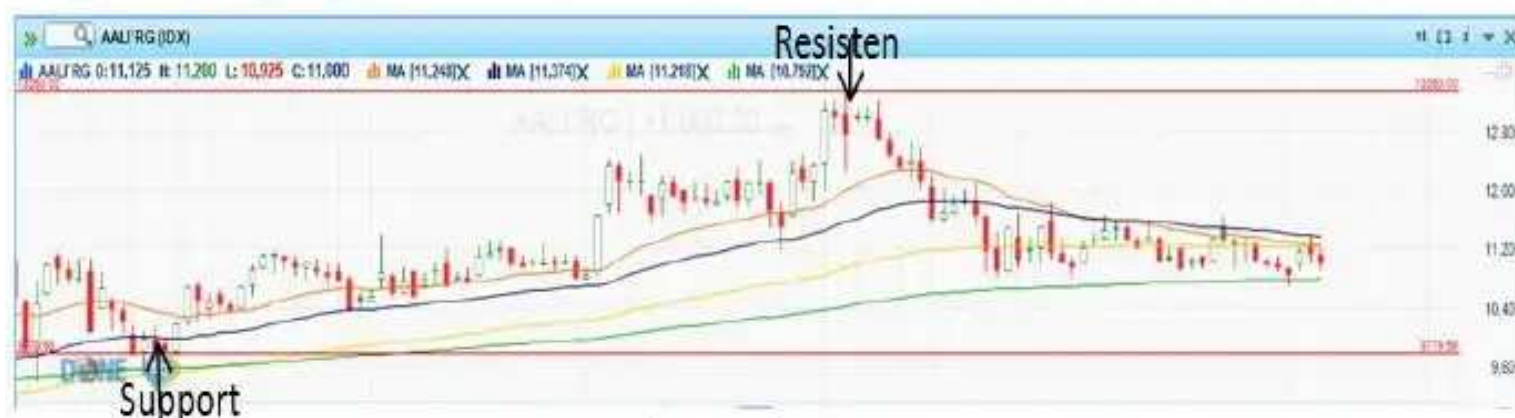 AALI'RG (IDX)
Resisten
AALI'RG O:11,125 H: 11,200 L: 10,925 C:11,000 MA [11,248]X MA [11,374]X MA [11,218]X MA [10,752]X
12,80
12,00
11,20
10,40
9,60
Support